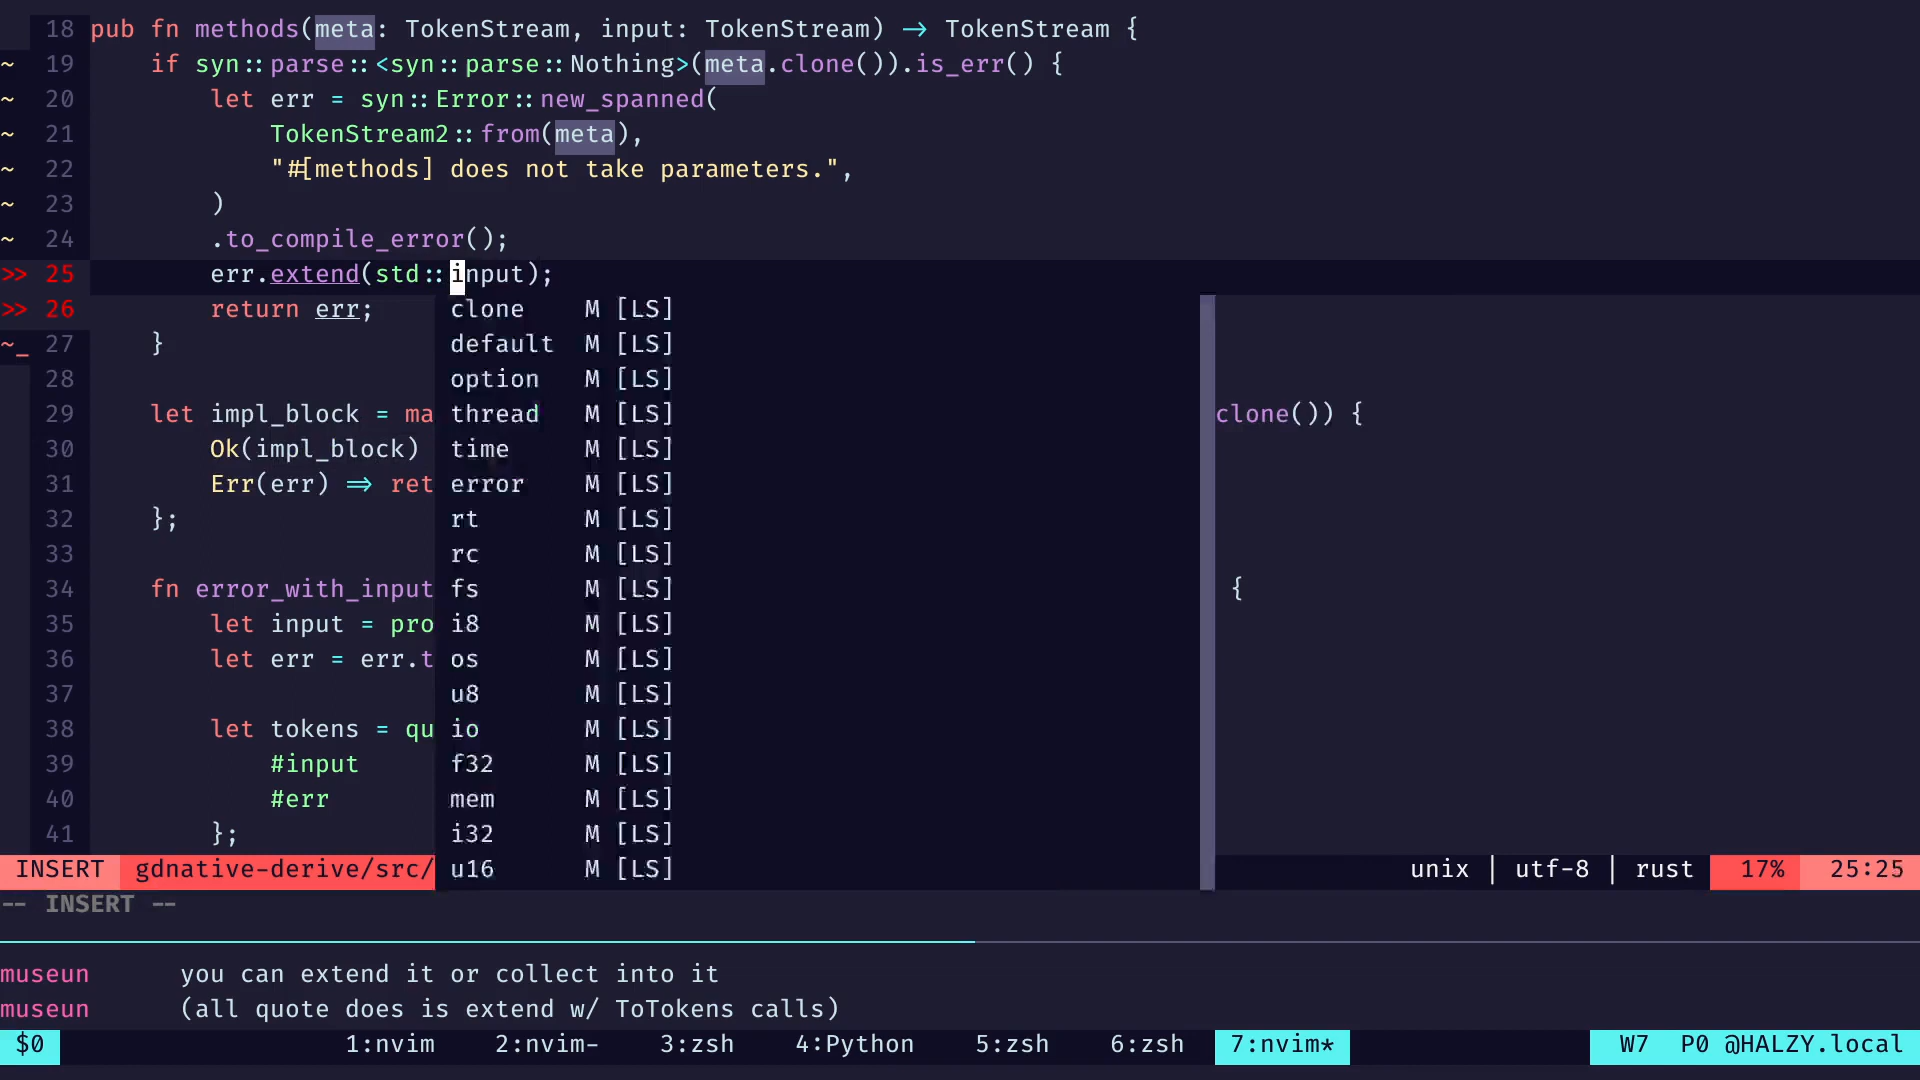 18 pub fn methods(meta: TokenStream, input: TokenStream) -> TokenStream {
~ 19     if syn::parse::<syn::parse::Nothing>(meta.clone()).is_err() {
~ 20         let err = syn::Error::new_spanned(
~ 21             TokenStream2::from(meta),
~ 22             "#[methods] does not take parameters.",
~ 23         )
~ 24         .to_compile_error();
>> 25         err.extend(std::input);
>> 26         return err; clone M [LS]
~_ 27     } default M [LS]
28 option M [LS]
29     let impl_block = ma thread M [LS] clone()) {
30         Ok(impl_block) time M [LS]
31         Err(err) => ret error M [LS]
32     }; rt M [LS]
33 rc M [LS]
34     fn error_with_input fs M [LS] {
35         let input = pro i8 M [LS]
36         let err = err.t os M [LS]
37 u8 M [LS]
38         let tokens = qu io M [LS]
39             #input f32 M [LS]
40             #err mem M [LS]
41         }; i32 M [LS]
INSERT gdnative-derive/src/ u16 M [LS] unix | utf-8 | rust 17% 25:25
-- INSERT --
museun you can extend it or collect into it
museun (all quote does is extend w/ ToTokens calls)
$0 1:nvim 2:nvim- 3:zsh 4:Python 5:zsh 6:zsh 7:nvim* W7 P0 @HALZY.local